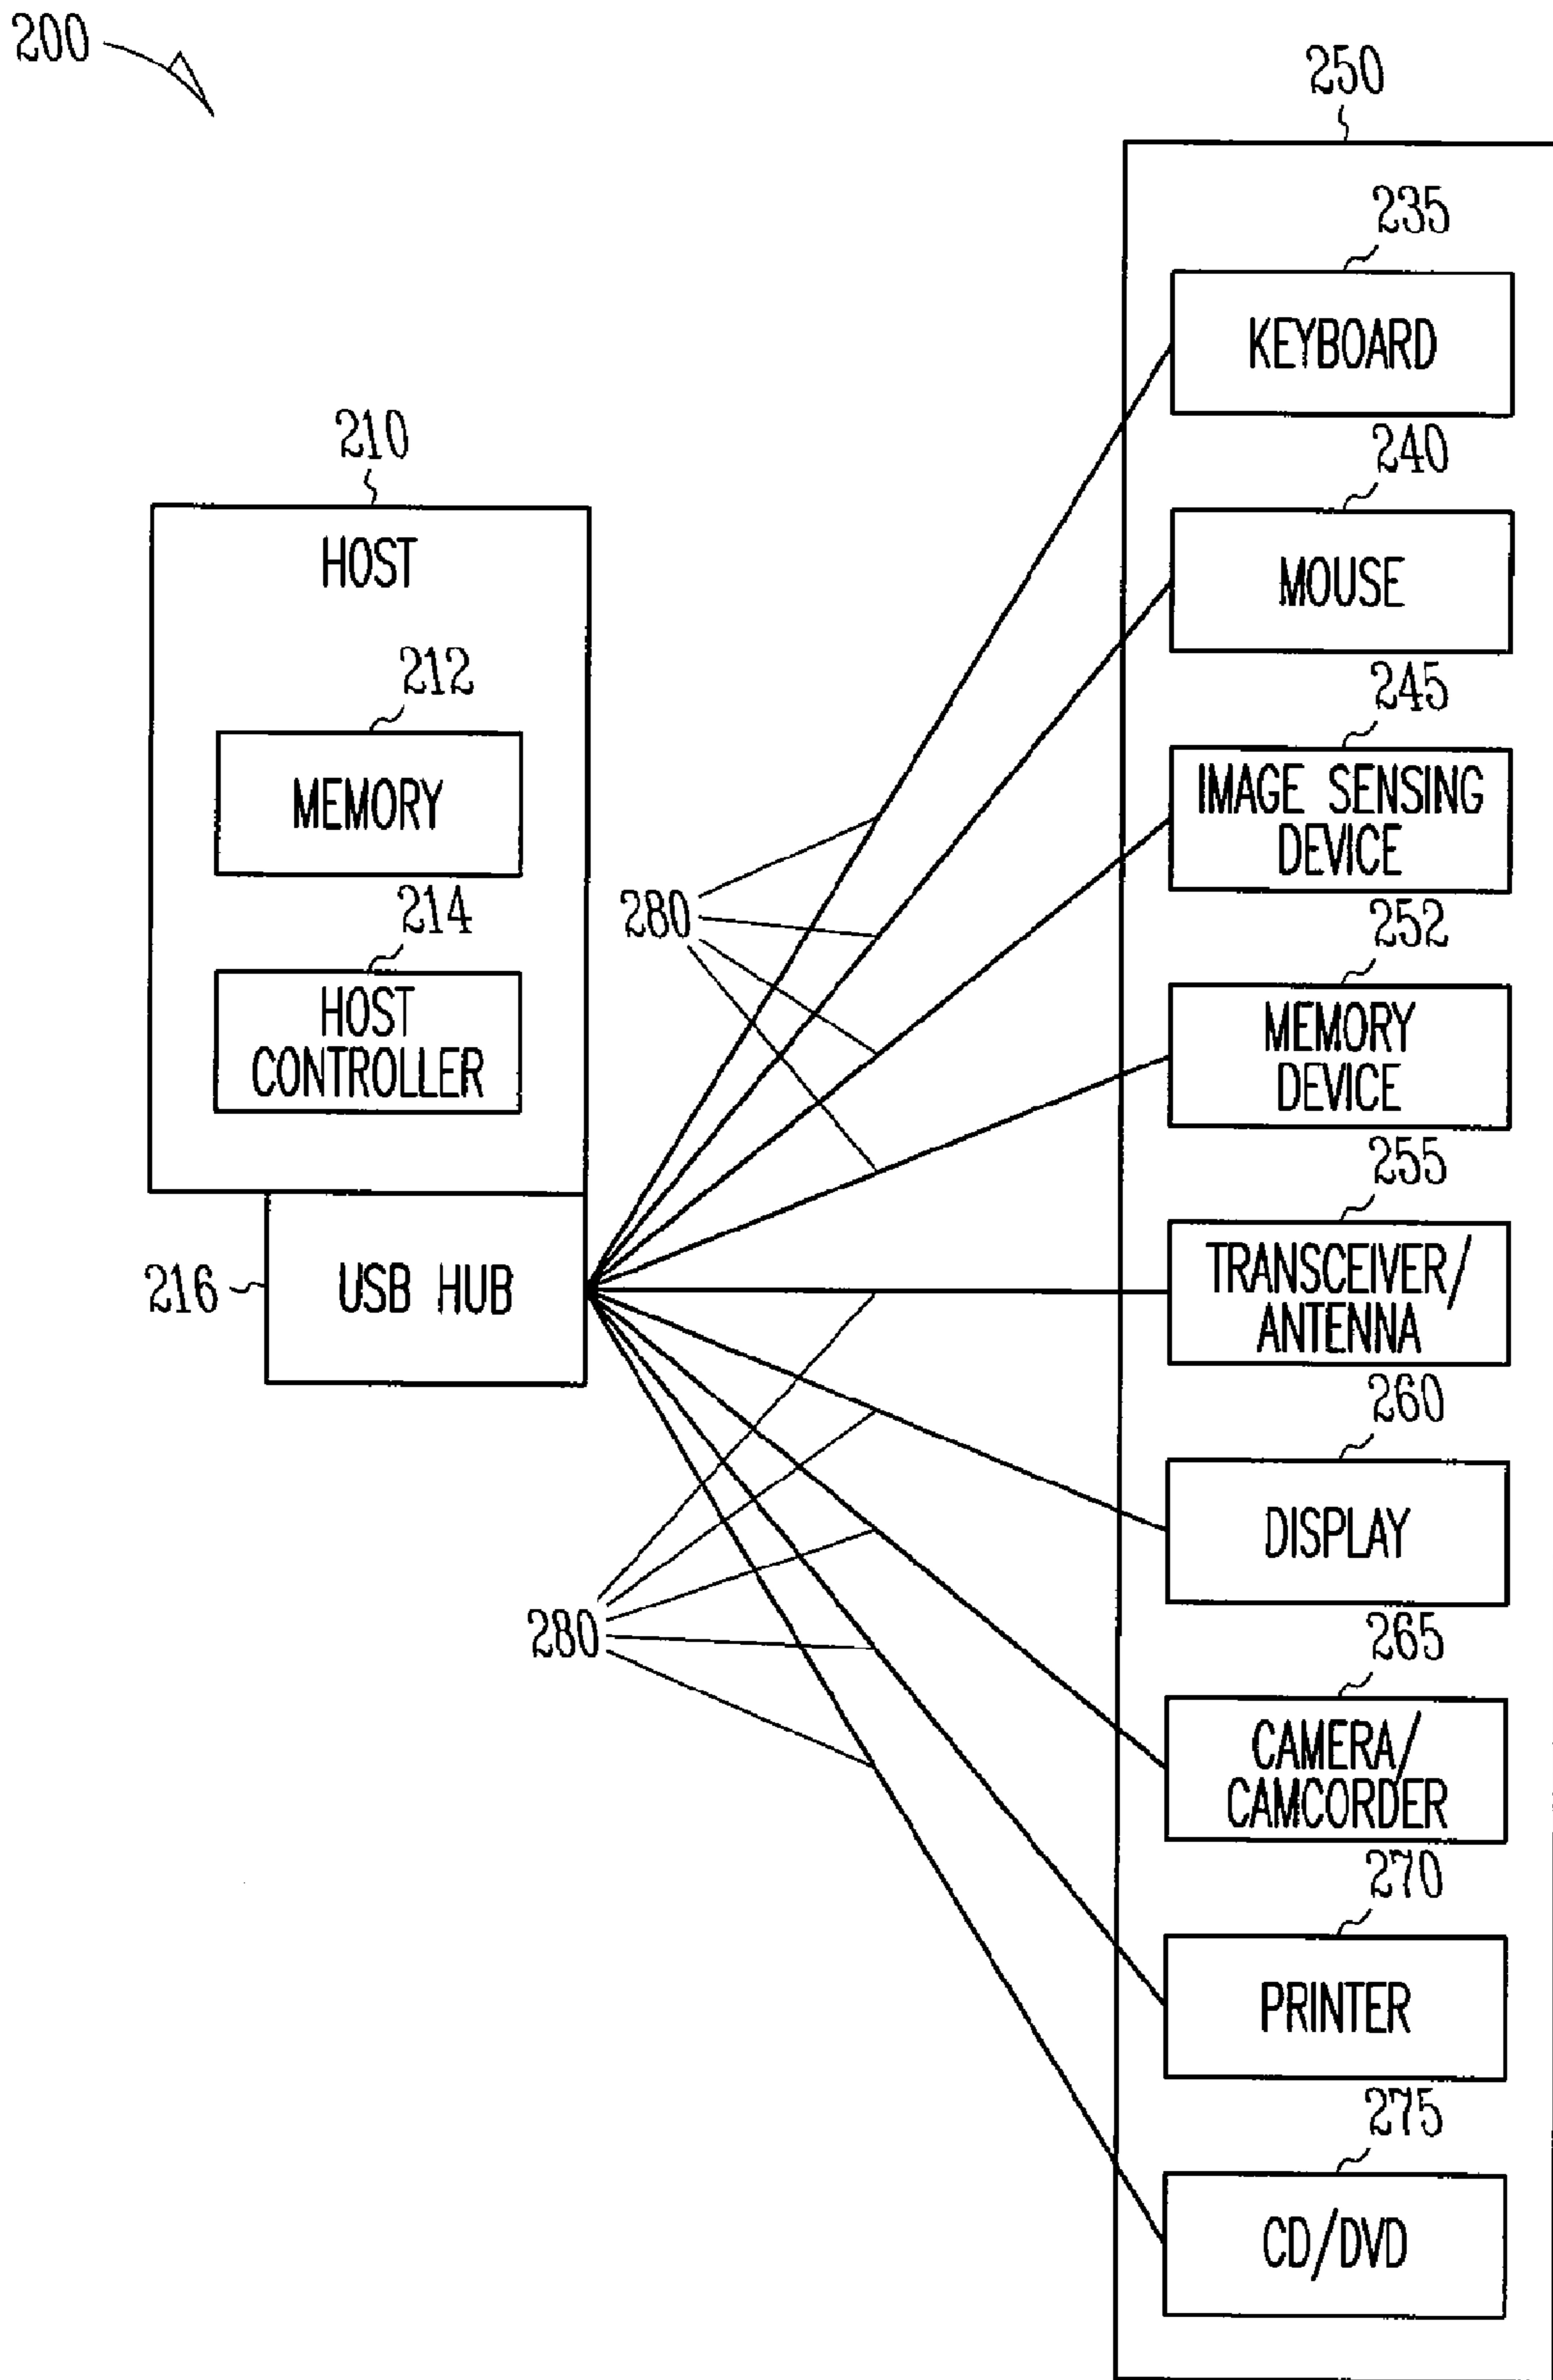 200
250
235
KEYBOARD
210
240
HOST
MOUSE
212
245
MEMORY
IMAGE SENSING
DEVICE
280
214
252
HOST
CONTROLLER
MEMORY
DEVICE
255
216
USB HUB
TRANSCEIVER/
ANTENNA
260
DISPLAY
280
265
CAMERA/
CAMCORDER
270
PRINTER
275
CD/DVD